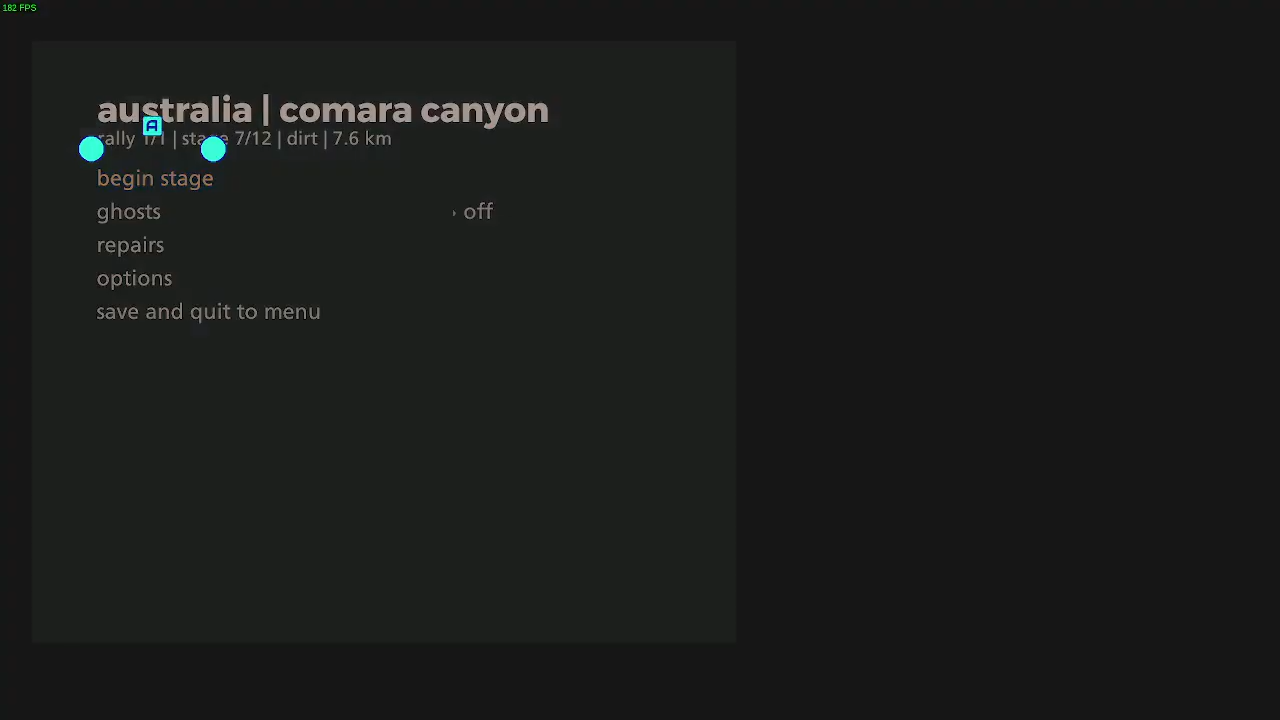 182 FPS
australia | comara canyon
A
rally 1/1 | stage 7/12 | dirt | 7.6 km
begin stage
ghosts › off
repairs
options
save and quit to menu